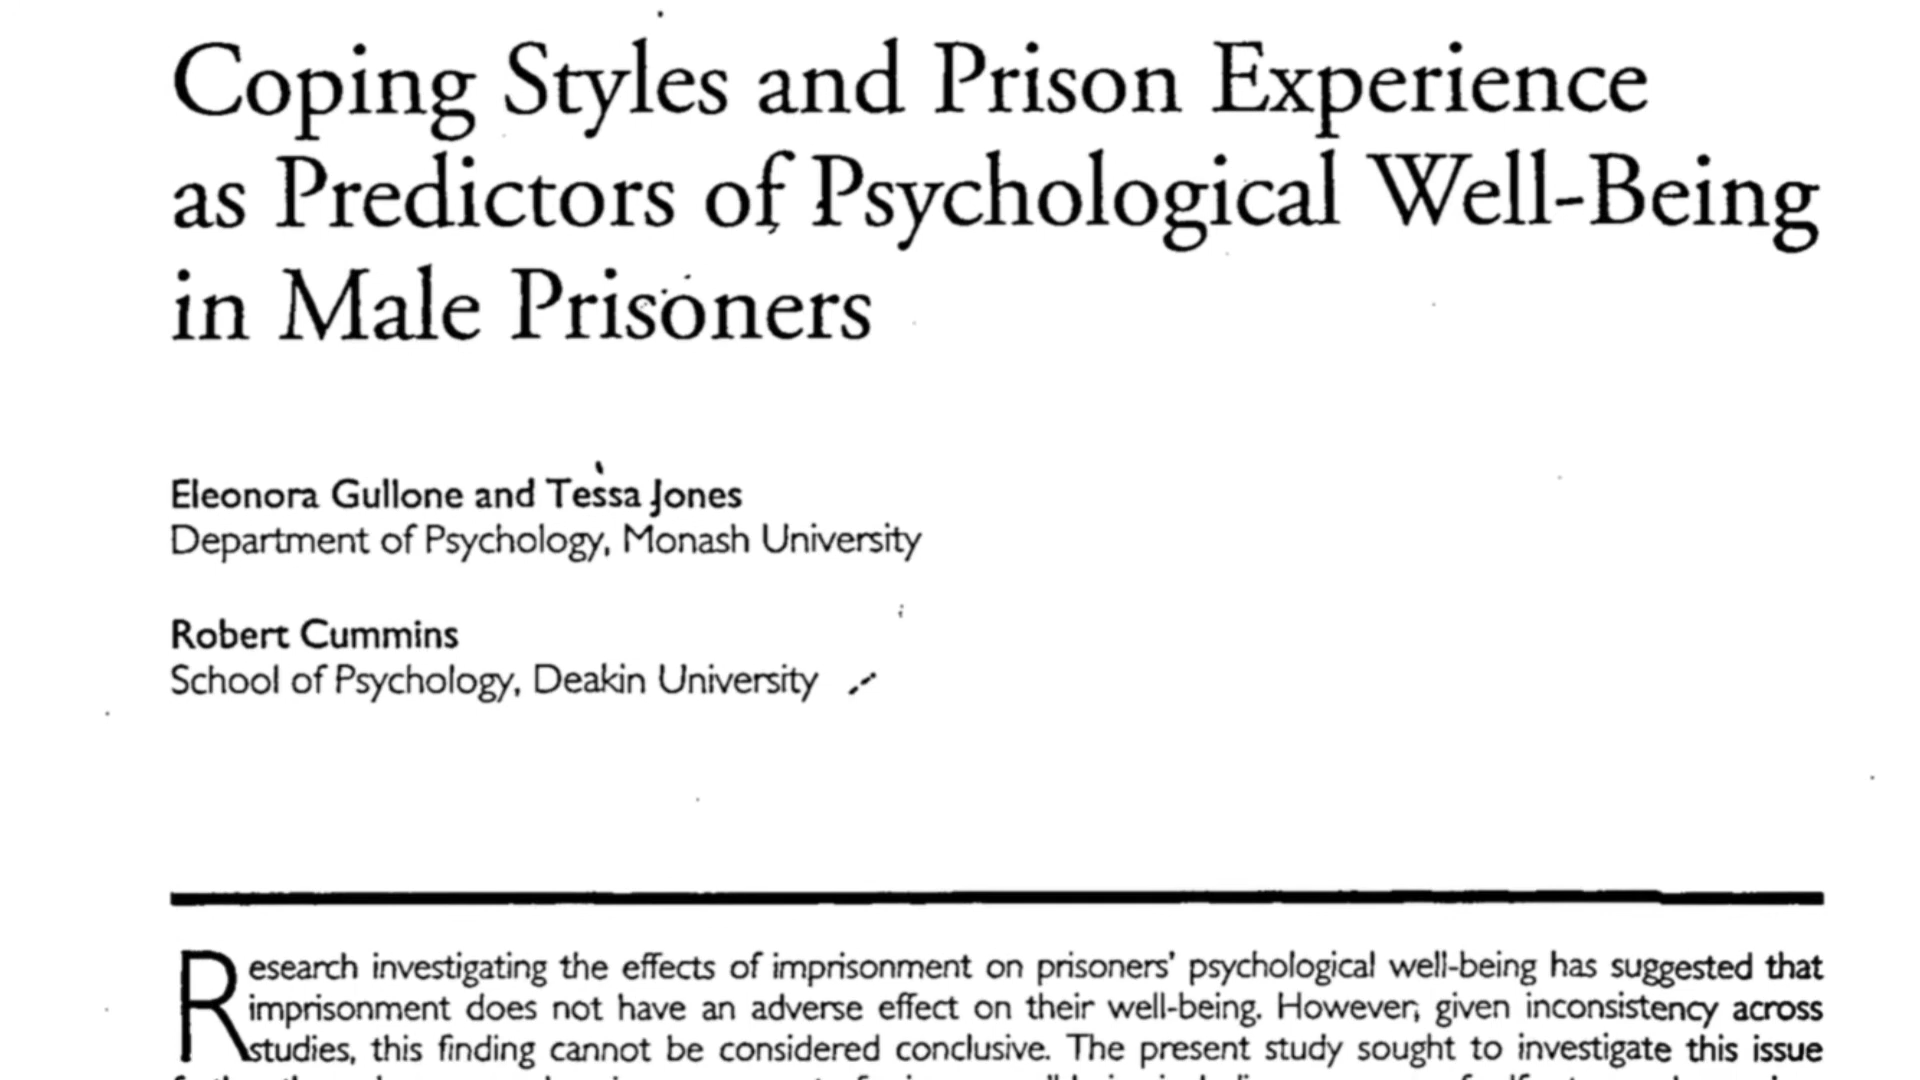 Coping Styles and Prison Experience
as Predictors of Psychological Well-Being
in Male Prisoners
Eleonora Gullone and Tessa Jones
Department of Psychology, Monash University
Robert Cummins
School of Psychology, Deakin University
Research investigating the effects of imprisonment on prisoners' psychological well-being has suggested that
imprisonment does not have an adverse effect on their well-being. However, given inconsistency across
studies, this finding cannot be considered conclusive. The present study sought to investigate this issue